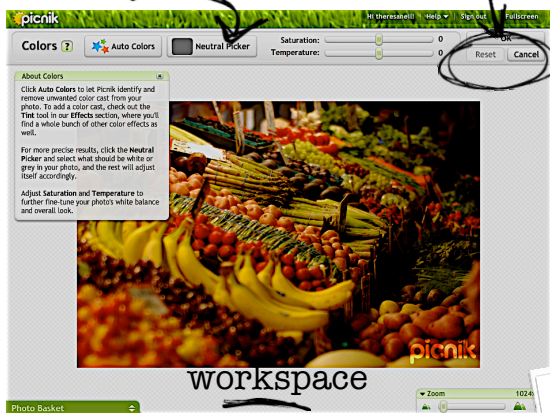 picnik
Hi theresanell! Help Sign out Fullscreen
Colors ? Auto Colors Neutral Picker
Saturation: 0
Temperature: 0
OK
Reset Cancel
About Colors
Click Auto Colors to let Picnik identify and
remove unwanted color cast from your
photo. To add a color cast, check out the
Tint tool in our Effects section, where you'll
find a whole bunch of other color effects as
well.
For more precise results, click the Neutral
Picker and select what should be white or
grey in your photo, and the rest will adjust
itself accordingly.
Adjust Saturation and Temperature to
further fine-tune your photo's white balance
and overall look.
picnik
workspace
Photo Basket
Zoom 1024x